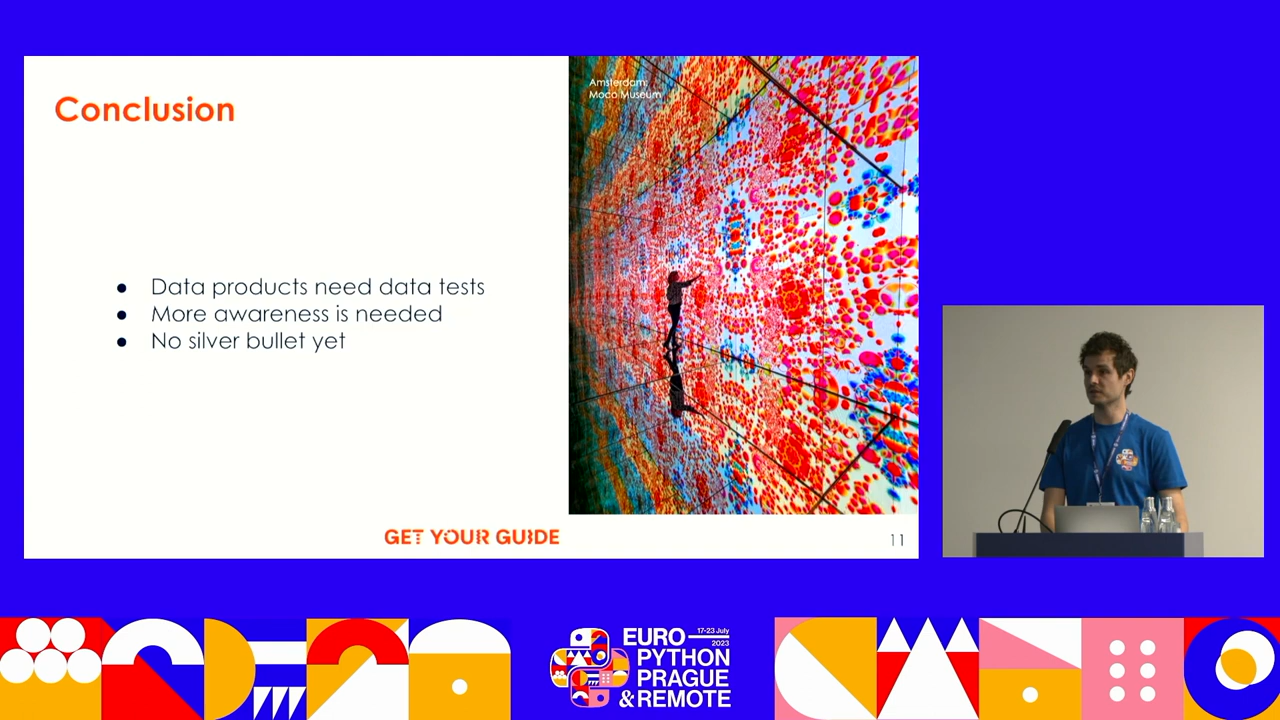 Conclusion
Amsterdam:
Moco Museum
● Data products need data tests
● More awareness is needed
● No silver bullet yet
GET YOUR GUIDE
11
17-23 July
2023
EURO
PYTHON
PRAGUE
& REMOTE